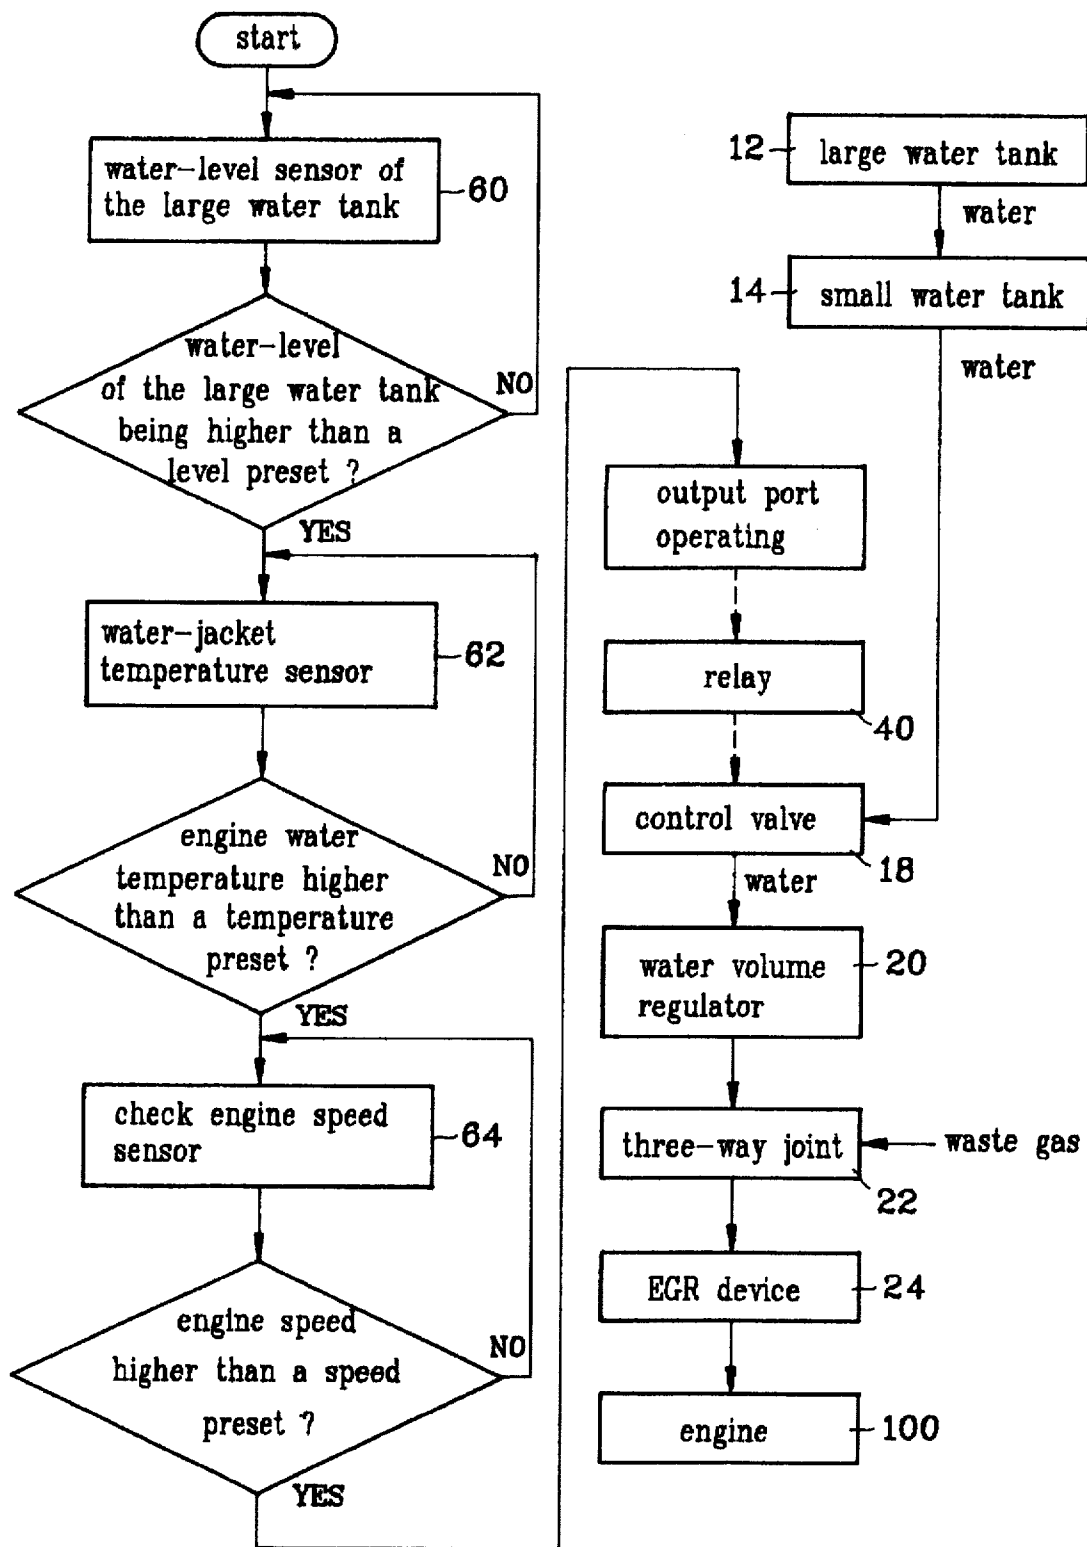 start
water-level sensor of
the large water tank
60
water-level
of the large water tank
being higher than a
level preset ?
NO
YES
water-jacket
temperature sensor
62
engine water
temperature higher
than a temperature
preset ?
NO
YES
check engine speed
sensor
64
engine speed
higher than a speed
preset ?
NO
YES
12
large water tank
water
14
small water tank
water
output port
operating
relay
40
control valve
18
water
water volume
regulator
20
three-way joint
waste gas
22
EGR device
24
engine
100